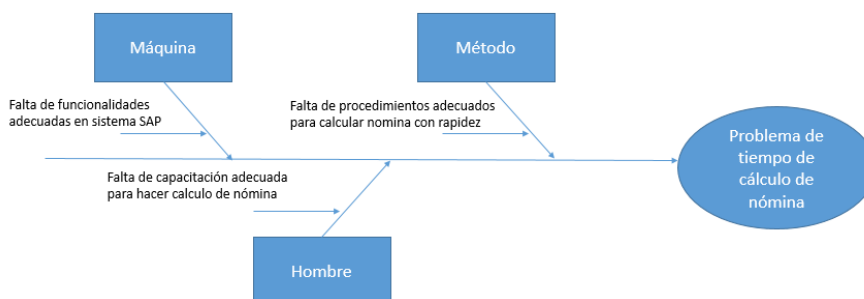 Máquina
Método
Falta de funcionalidades
adecuadas en sistema SAP
Falta de procedimientos adecuados
para calcular nomina con rapidez
Problema de
tiempo de
cálculo de
nómina
Falta de capacitación adecuada
para hacer calculo de nómina
Hombre